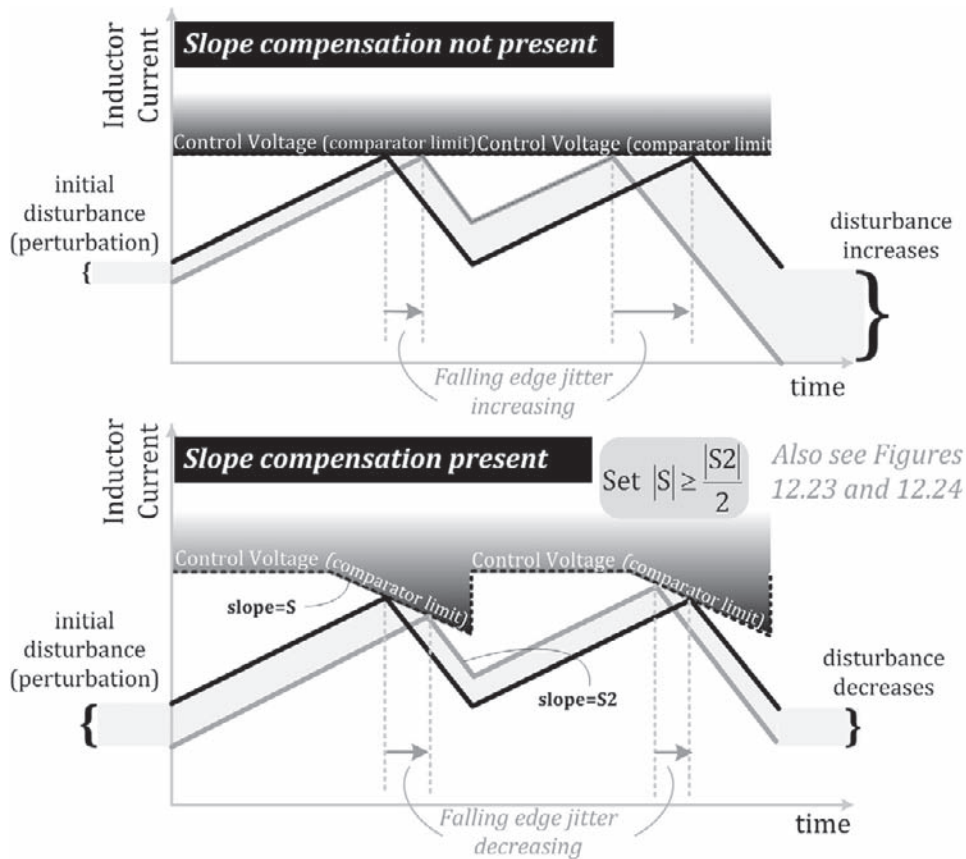 Inductor
Current
Slope compensation not present
Control Voltage (comparator limit)
Control Voltage (comparator limit
initial
disturbance
(perturbation)
{
disturbance
increases
}
Falling edge jitter
increasing
time
Inductor
Current
Slope compensation present
Set |S| ≥ |S2|/2
Also see Figures
12.23 and 12.24
Control Voltage (comparator limit)
Control Voltage (comparator limit)
slope=S
initial
disturbance
(perturbation)
{
slope=S2
disturbance
decreases
}
Falling edge jitter
decreasing
time